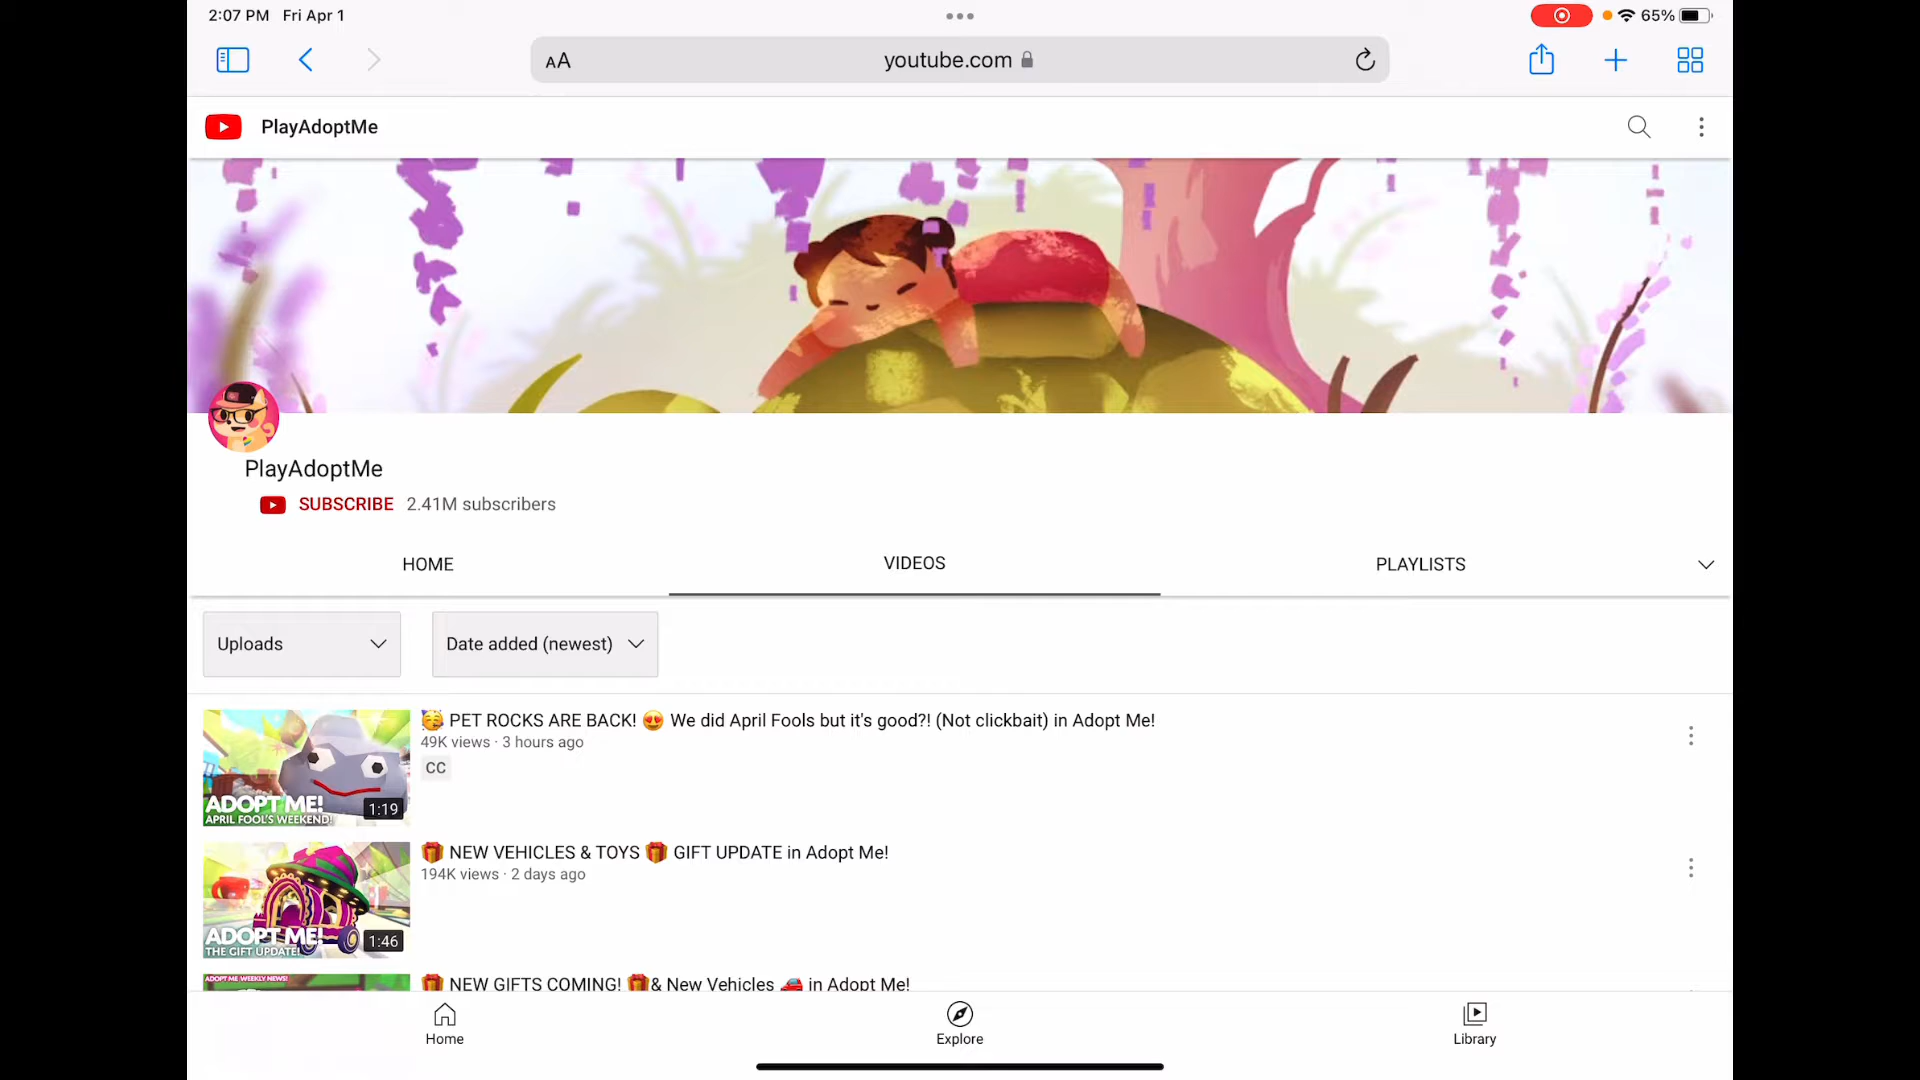 2:07 PM Fri Apr 1
65%
AA
youtube.com
PlayAdoptMe
PlayAdoptMe
SUBSCRIBE 2.41M subscribers
HOME VIDEOS PLAYLISTS
Uploads
Date added (newest)
🥳 PET ROCKS ARE BACK! 😍 We did April Fools but it's good?! (Not clickbait) in Adopt Me!
49K views · 3 hours ago
CC
ADOPT ME!
APRIL FOOL'S WEEKEND!
1:19
🎁 NEW VEHICLES & TOYS 🎁 GIFT UPDATE in Adopt Me!
194K views · 2 days ago
ADOPT ME!
THE GIFT UPDATE!
1:46
ADOPT ME WEEKLY NEWS!
🎁 NEW GIFTS COMING! 🎁& New Vehicles 🚗 in Adopt Me!
Home
Explore
Library